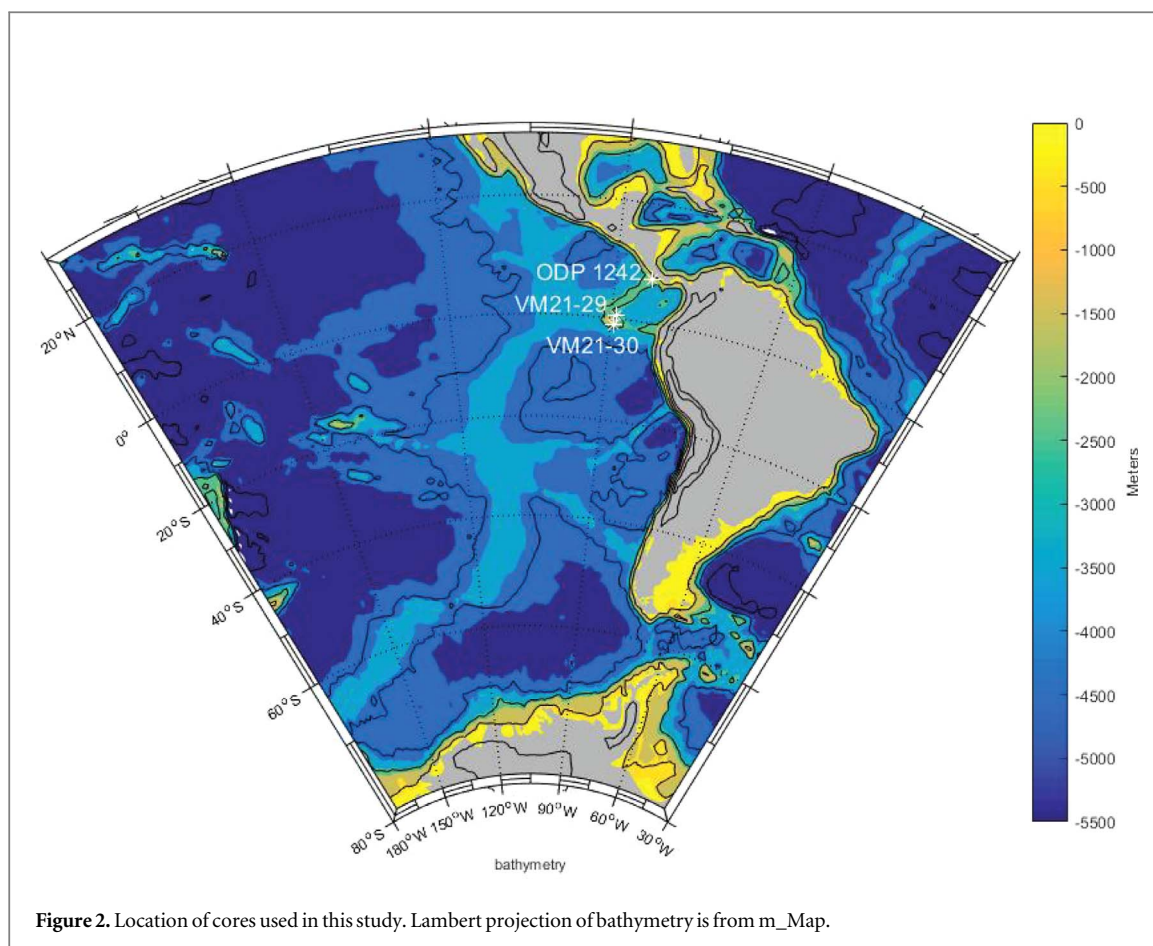 ODP 1242
VM21-29
VM21-30
20°N
0°
20°S
40°S
60°S
80°S
180°W
150°W
120°W
90°W
60°W
30°W
bathymetry
0
-500
-1000
-1500
-2000
-2500
-3000
-3500
-4000
-4500
-5000
-5500
Meters
Figure 2. Location of cores used in this study. Lambert projection of bathymetry is from m_Map.